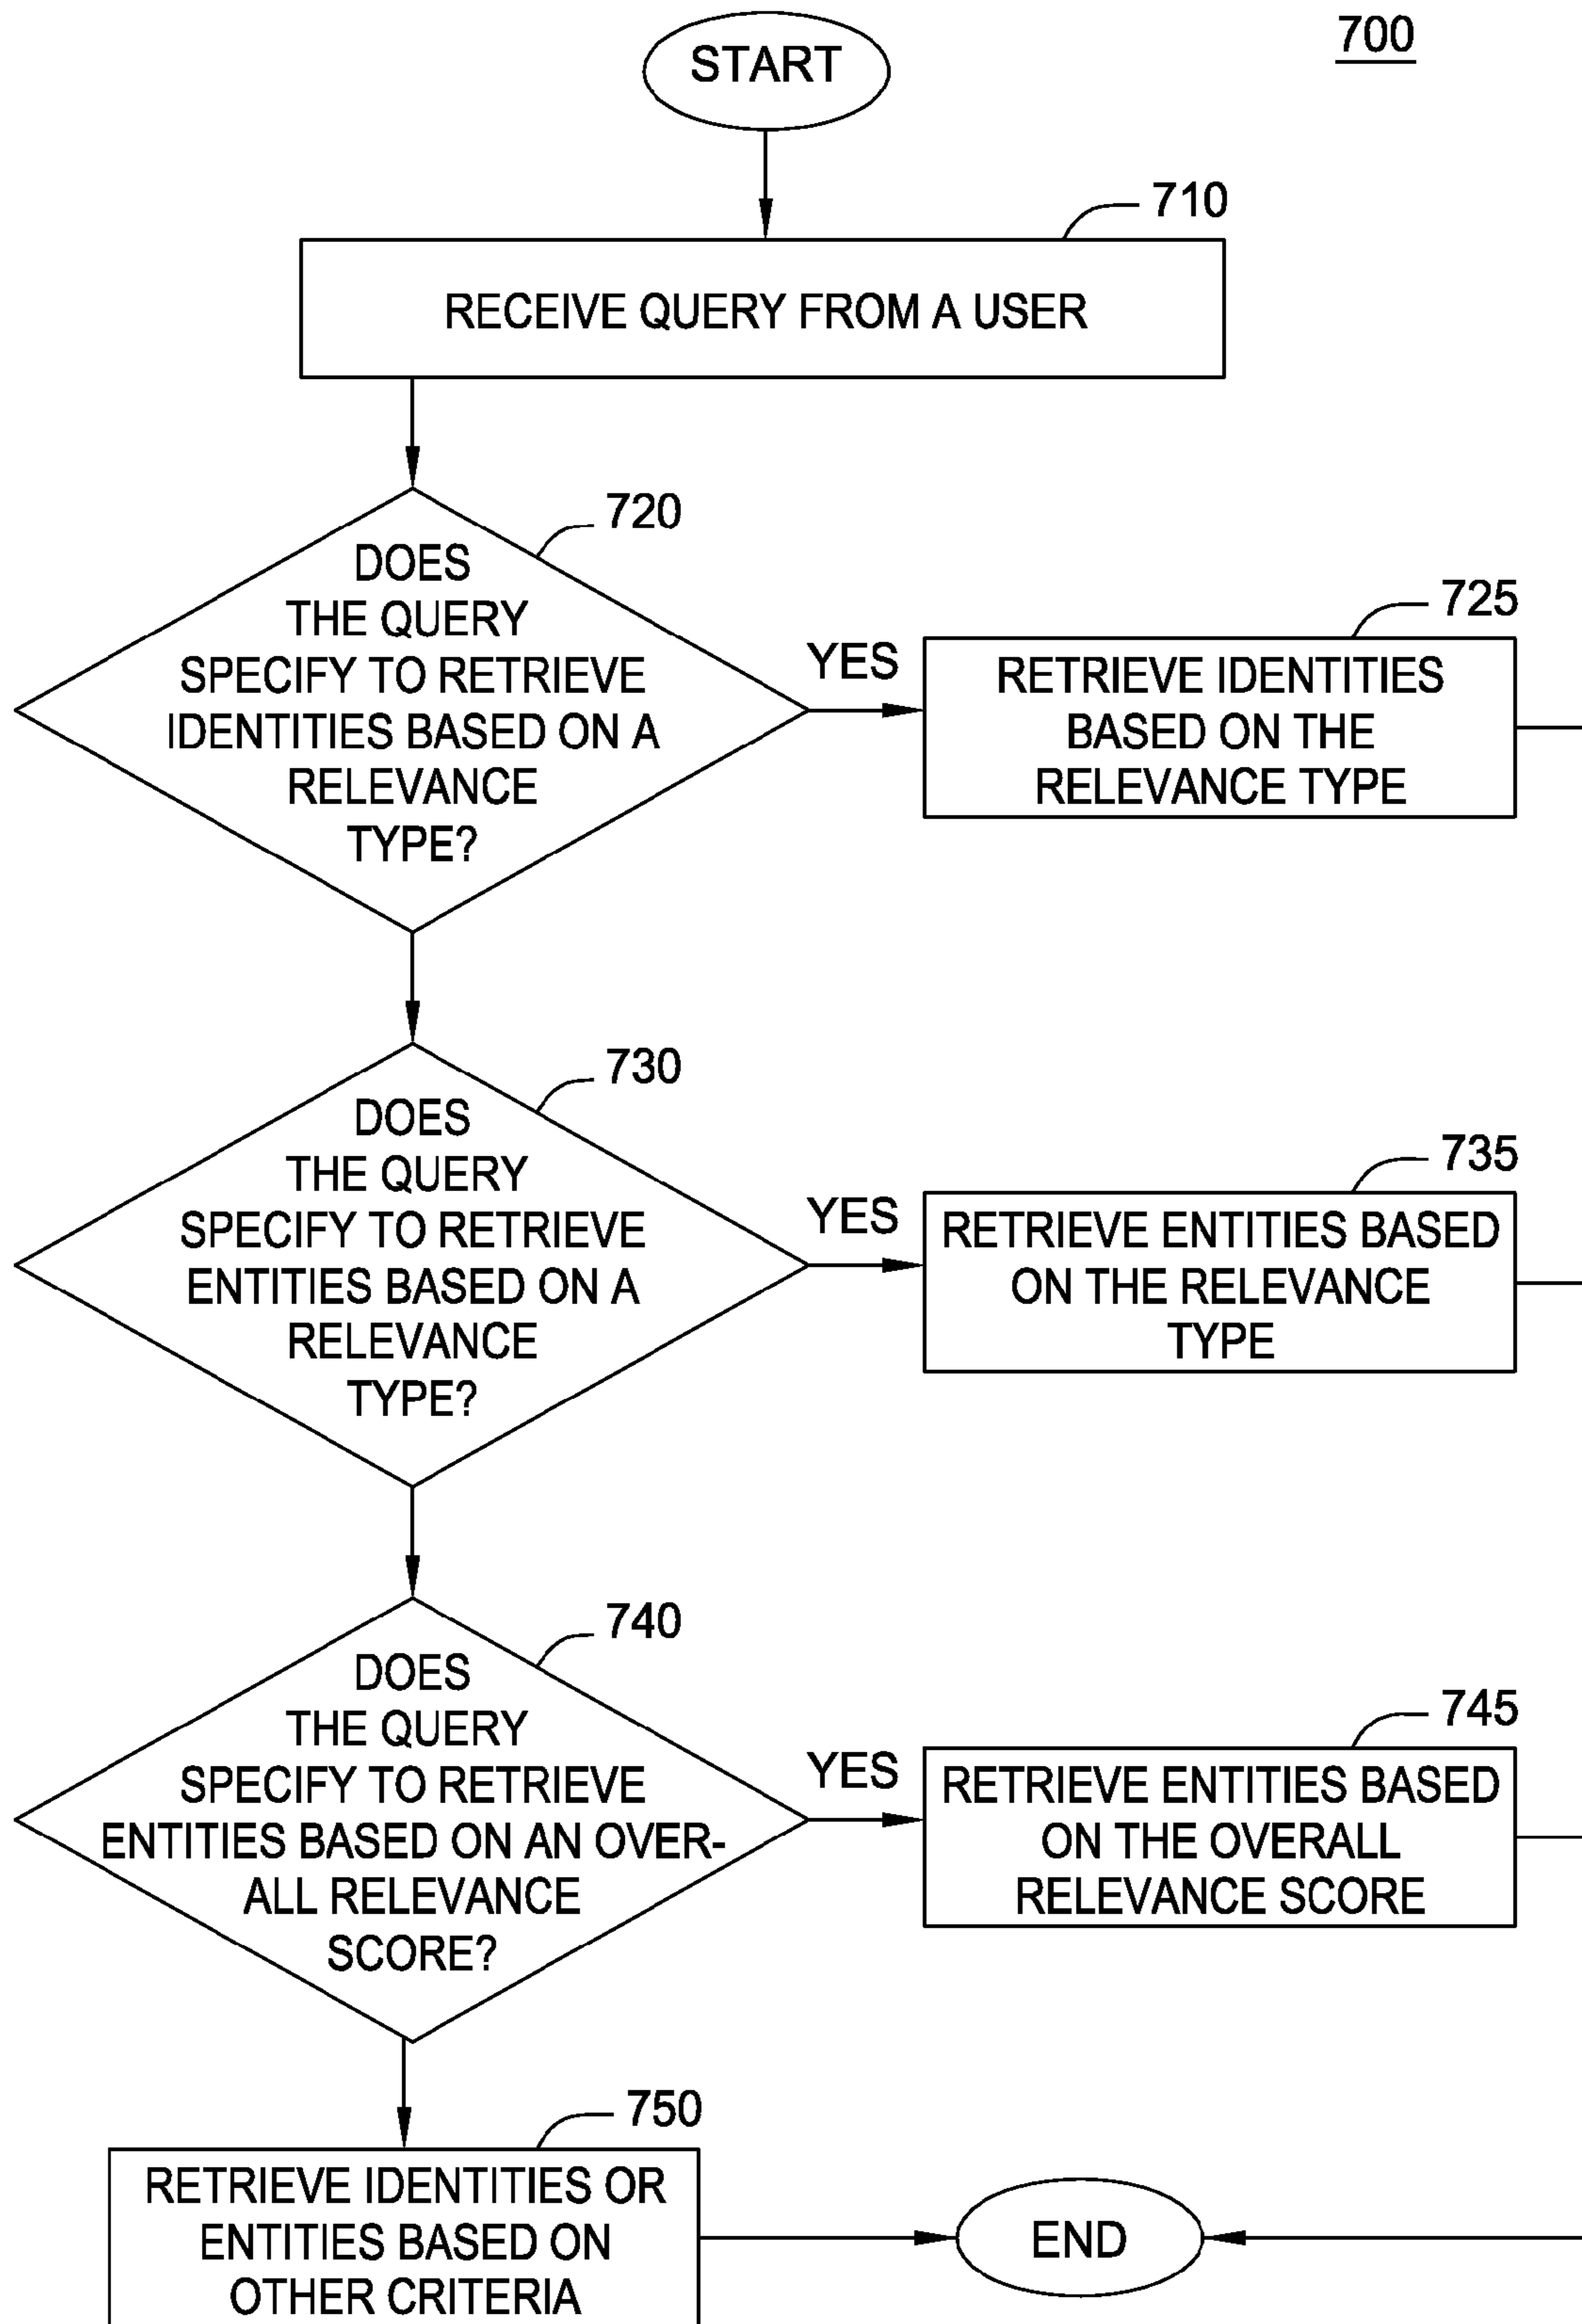 START
700
710
RECEIVE QUERY FROM A USER
720
DOES
THE QUERY
SPECIFY TO RETRIEVE
IDENTITIES BASED ON A
RELEVANCE
TYPE?
YES
725
RETRIEVE IDENTITIES
BASED ON THE
RELEVANCE TYPE
730
DOES
THE QUERY
SPECIFY TO RETRIEVE
ENTITIES BASED ON A
RELEVANCE
TYPE?
YES
735
RETRIEVE ENTITIES BASED
ON THE RELEVANCE
TYPE
740
DOES
THE QUERY
SPECIFY TO RETRIEVE
ENTITIES BASED ON AN OVER-
ALL RELEVANCE
SCORE?
YES
745
RETRIEVE ENTITIES BASED
ON THE OVERALL
RELEVANCE SCORE
750
RETRIEVE IDENTITIES OR
ENTITIES BASED ON
OTHER CRITERIA
END